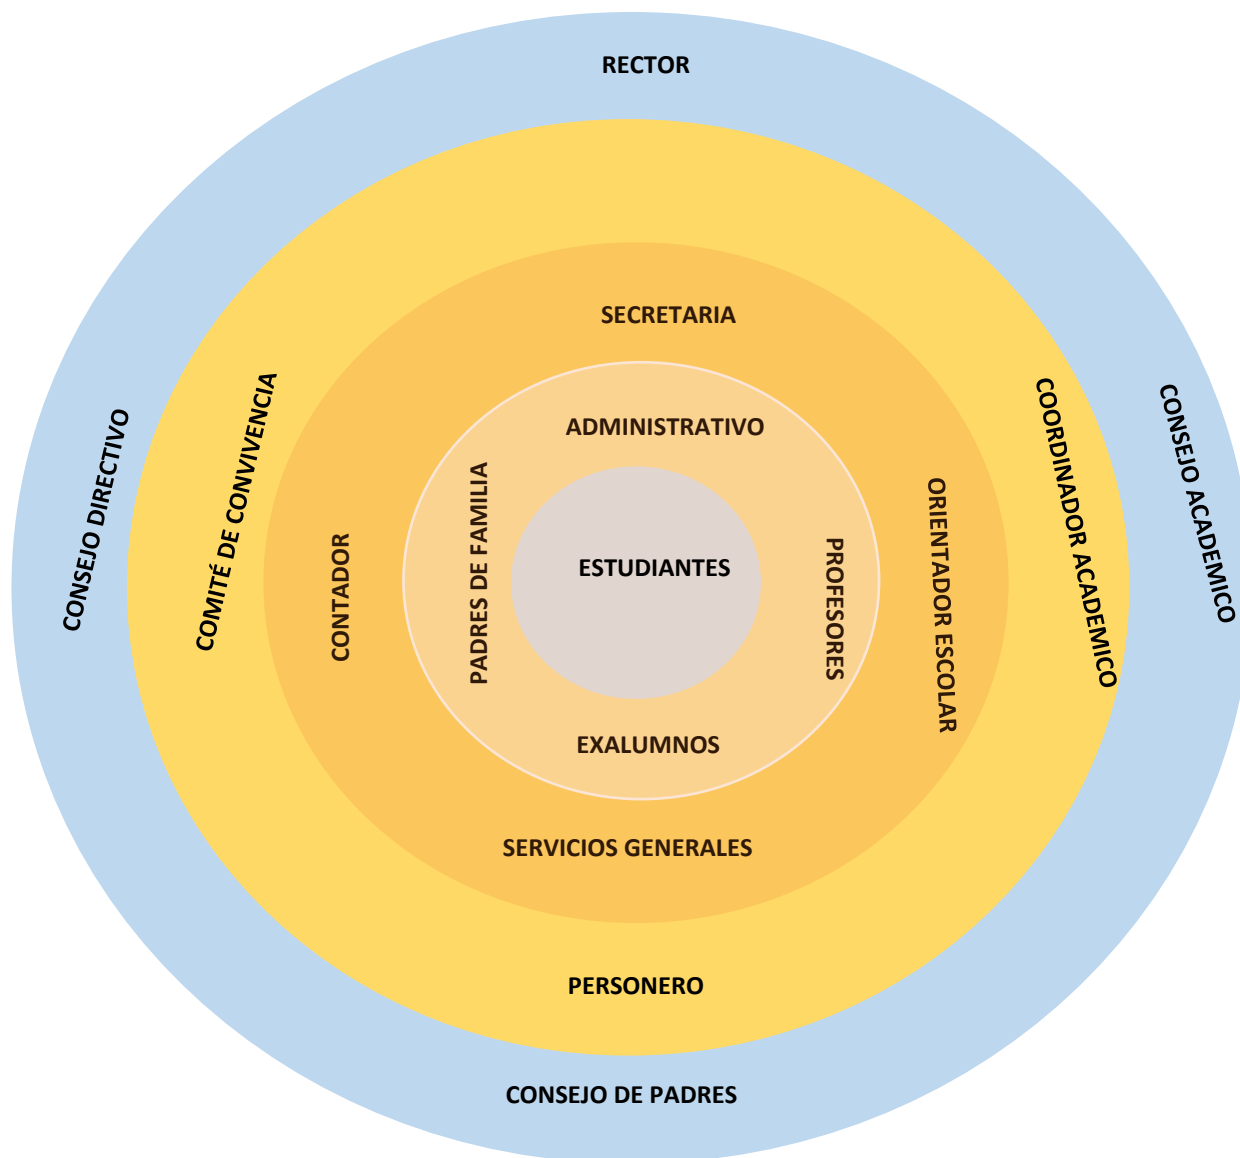 RECTOR
SECRETARIA
ADMINISTRATIVO
CONSEJO DIRECTIVO
COMITÉ DE CONVIVENCIA
CONTADOR
PADRES DE FAMILIA
ESTUDIANTES
PROFESORES
ORIENTADOR ESCOLAR
COORDINADOR ACADEMICO
CONSEJO ACADEMICO
EXALUMNOS
SERVICIOS GENERALES
PERSONERO
CONSEJO DE PADRES